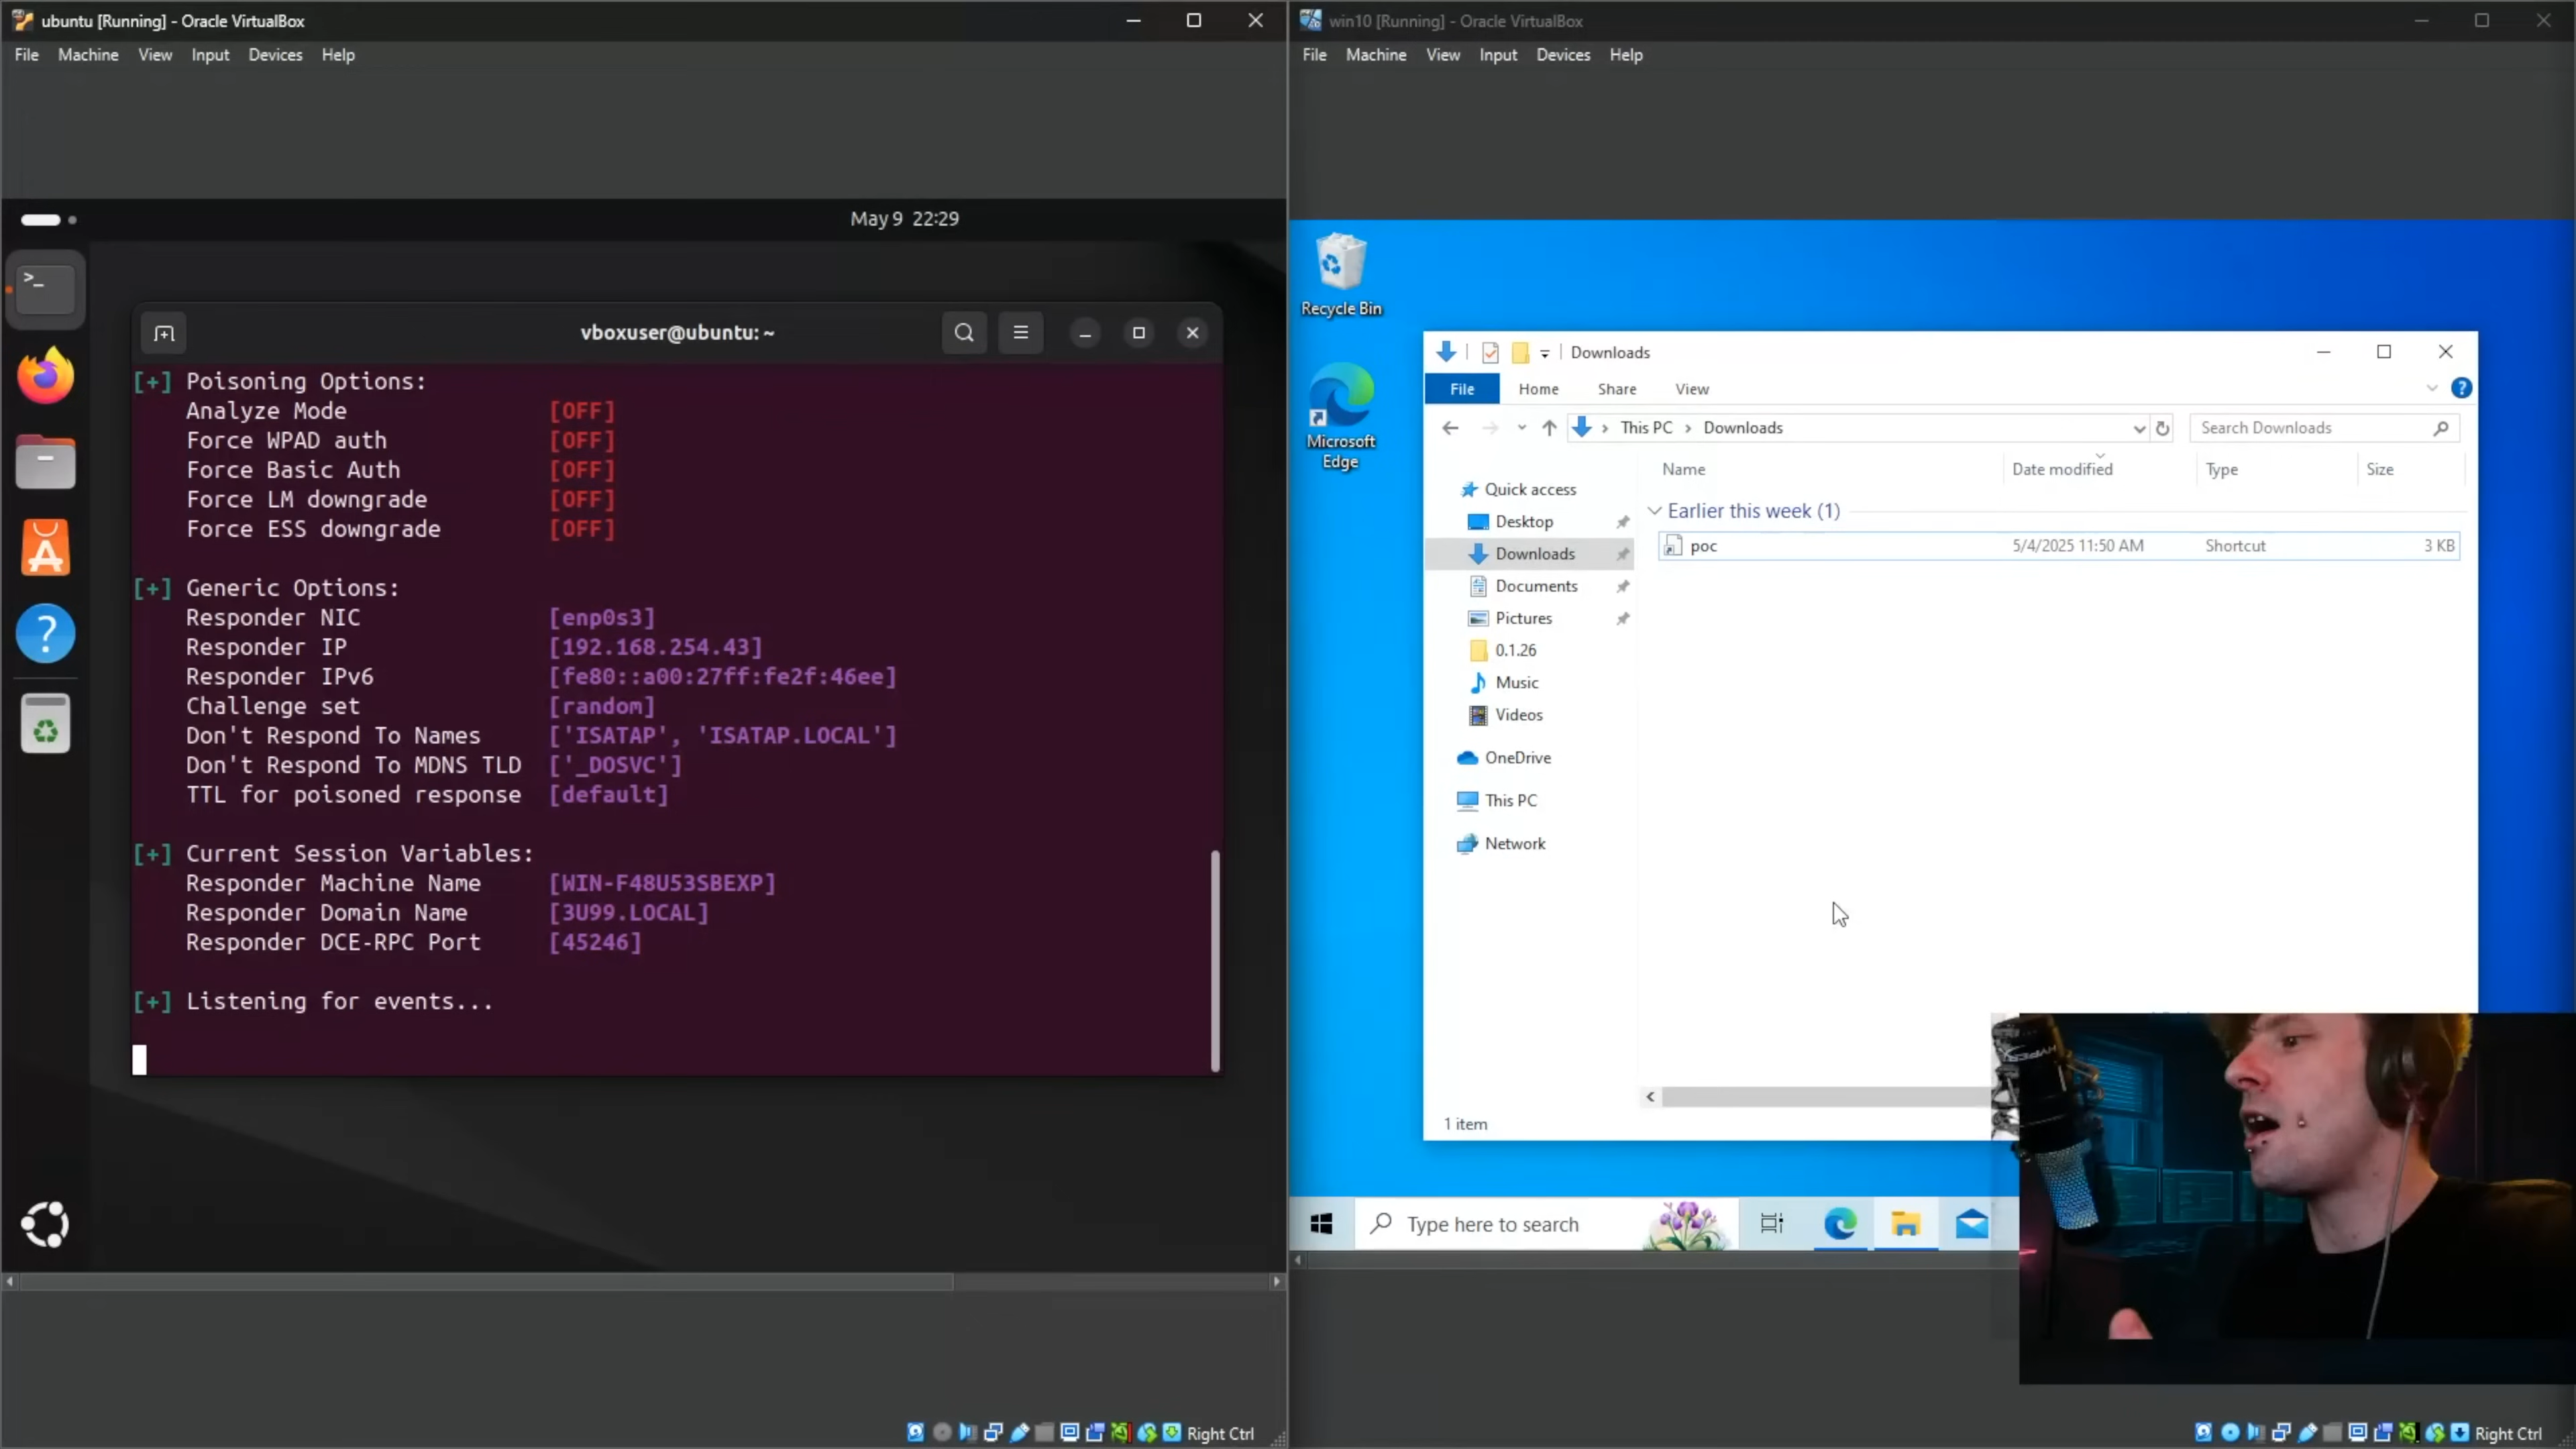 ubuntu [Running] - Oracle VirtualBox
File Machine View Input Devices Help
May 9 22:29
vboxuser@ubuntu: ~
[+] Poisoning Options:
Analyze Mode [OFF]
Force WPAD auth [OFF]
Force Basic Auth [OFF]
Force LM downgrade [OFF]
Force ESS downgrade [OFF]
[+] Generic Options:
Responder NIC [enp0s3]
Responder IP [192.168.254.43]
Responder IPv6 [fe80::a00:27ff:fe2f:46ee]
Challenge set [random]
Don't Respond To Names ['ISATAP', 'ISATAP.LOCAL']
Don't Respond To MDNS TLD ['_DOSVC']
TTL for poisoned response [default]
[+] Current Session Variables:
Responder Machine Name [WIN-F48U53SBEXP]
Responder Domain Name [3U99.LOCAL]
Responder DCE-RPC Port [45246]
[+] Listening for events...
Right Ctrl
win10 [Running] - Oracle VirtualBox
File Machine View Input Devices Help
Recycle Bin
Microsoft
Edge
Downloads
File Home Share View
This PC > Downloads
Search Downloads
Name Date modified Type Size
Quick access
Desktop
Downloads
Documents
Pictures
0.1.26
Music
Videos
OneDrive
This PC
Network
Earlier this week (1)
poc 5/4/2025 11:50 AM Shortcut 3 KB
1 item
Type here to search
Right Ctrl